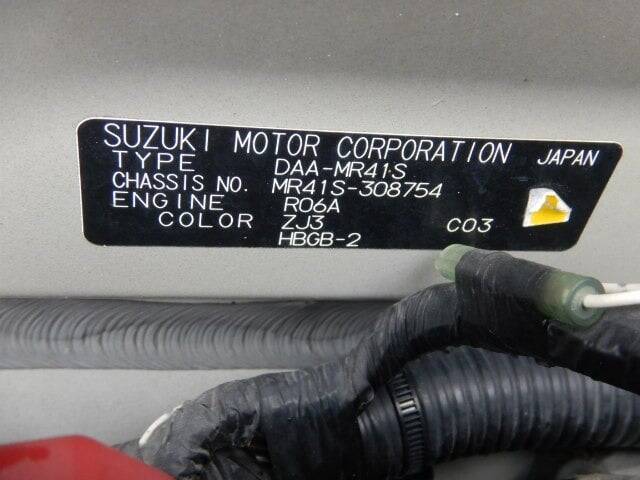 SUZUKI MOTOR CORPORATION JAPAN
TYPE DAA-MR41S
CHASSIS NO. MR41S-308754
ENGINE R06A
COLOR ZJ3 C03
HBGB-2